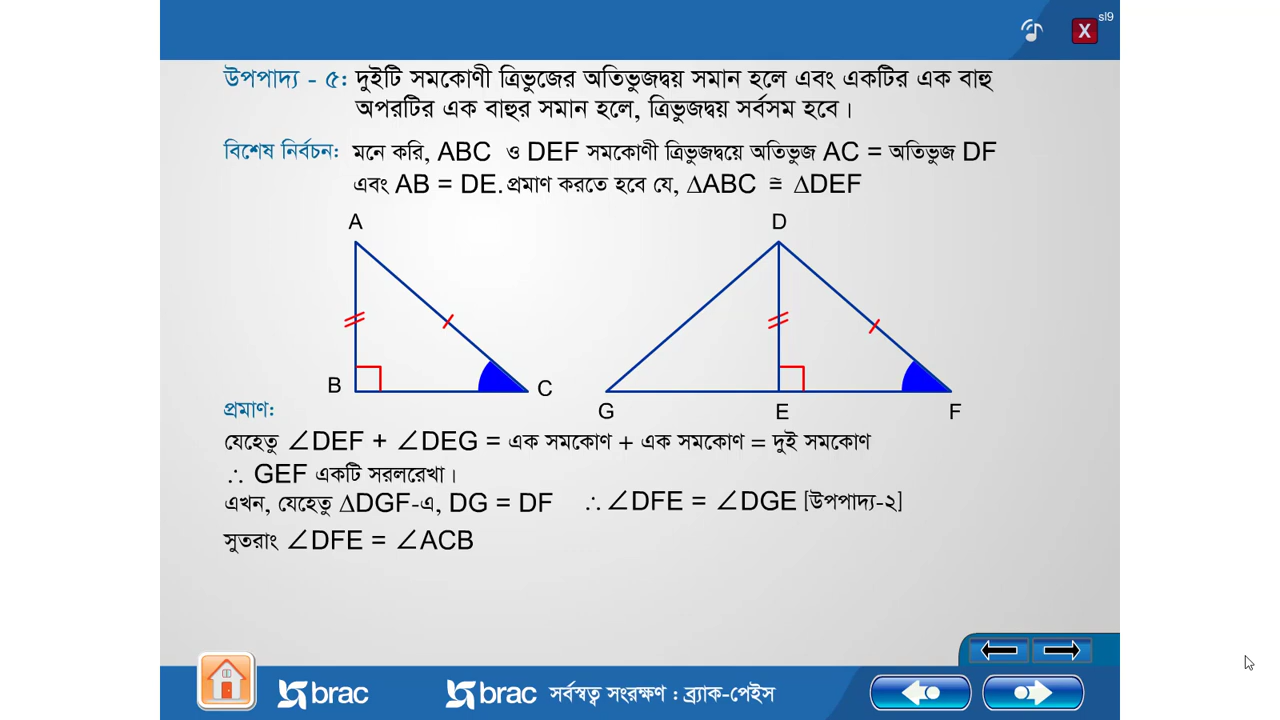 sl9
X
উপপাদ্য - ৫: দুইটি সমকোণী ত্রিভুজের অতিভুজদ্বয় সমান হলে এবং একটির এক বাহু
অপরটির এক বাহুর সমান হলে, ত্রিভুজদ্বয় সর্বসম হবে।
বিশেষ নির্বচন: মনে করি, ABC ও DEF সমকোণী ত্রিভুজদ্বয়ে অতিভুজ AC = অতিভুজ DF
এবং AB = DE. প্রমাণ করতে হবে যে, ∆ABC ≅ ∆DEF
A
D
B
C
G
E
F
প্রমাণ:
যেহেতু ∠DEF + ∠DEG = এক সমকোণ + এক সমকোণ = দুই সমকোণ
∴ GEF একটি সরলরেখা।
এখন, যেহেতু ∆DGF-এ, DG = DF ∴ ∠DFE = ∠DGE [উপপাদ্য-২]
সুতরাং ∠DFE = ∠ACB
brac
brac সর্বস্বত্ব সংরক্ষণ : ব্র্যাক-পেইস